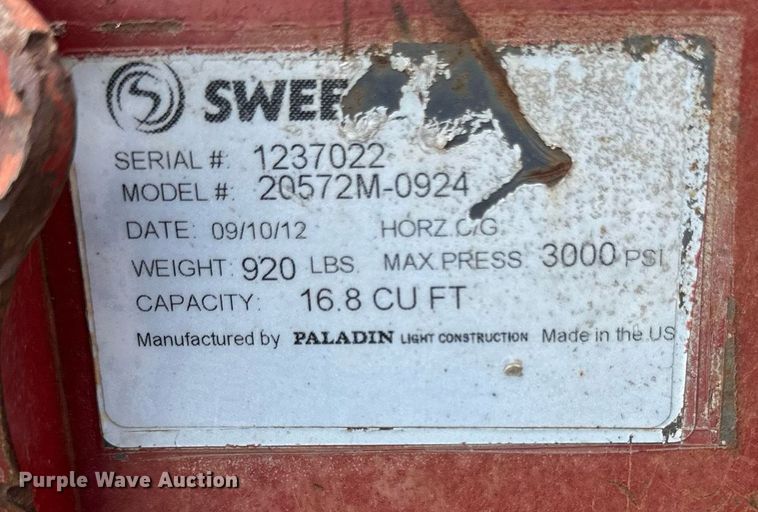 SERIAL #: 1237022
MODEL #: 20572M-0924
DATE: 09/10/12 HORZ.C/G
WEIGHT: 920 LBS. MAX.PRESS 3000 PSI
CAPACITY: 16.8 CU FT
Manufactured by PALADIN LIGHT CONSTRUCTION Made in the US
Purple Wave Auction